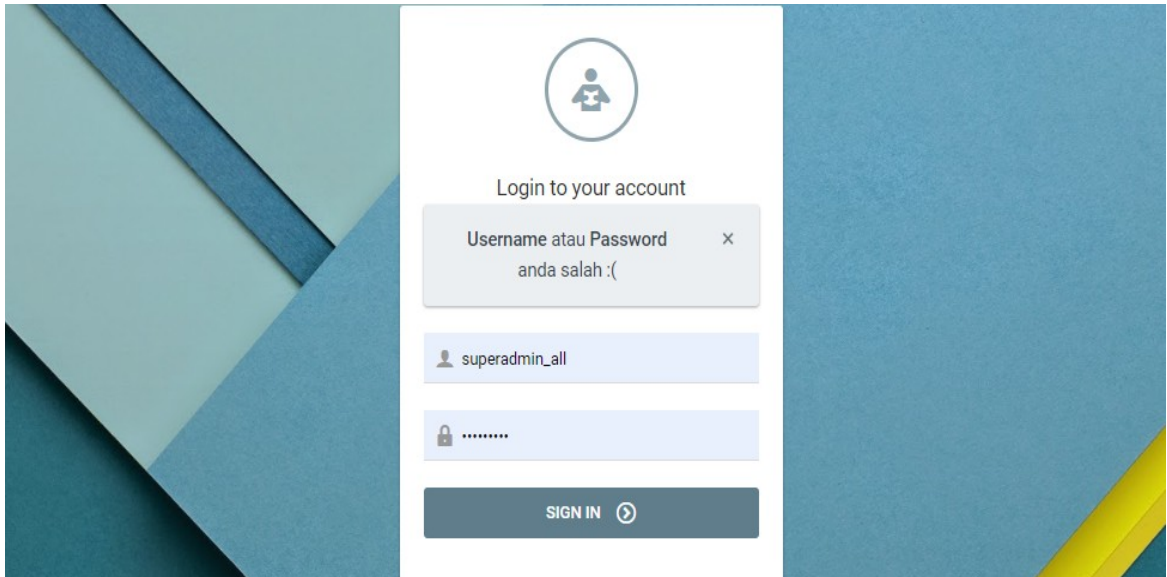 Login to your account
Username atau Password ×
anda salah :(
superadmin_all
•••••••••
SIGN IN